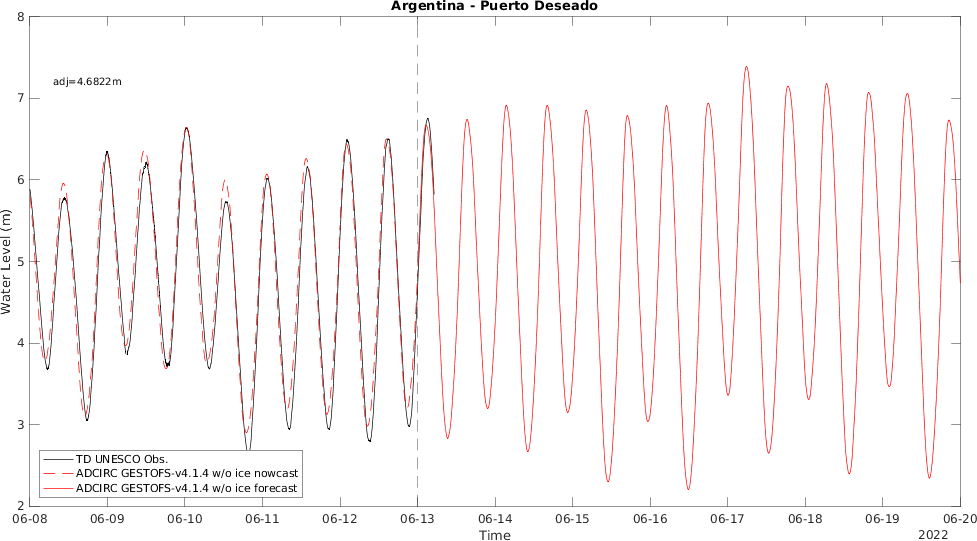 Argentina - Puerto Deseado
8
adj=4.6822m
7
6
5
4
3
2
Water Level (m)
TD UNESCO Obs.
ADCIRC GESTOFS-v4.1.4 w/o ice nowcast
ADCIRC GESTOFS-v4.1.4 w/o ice forecast
06-08 06-09 06-10 06-11 06-12 06-13 06-14 06-15 06-16 06-17 06-18 06-19 06-20
Time
2022